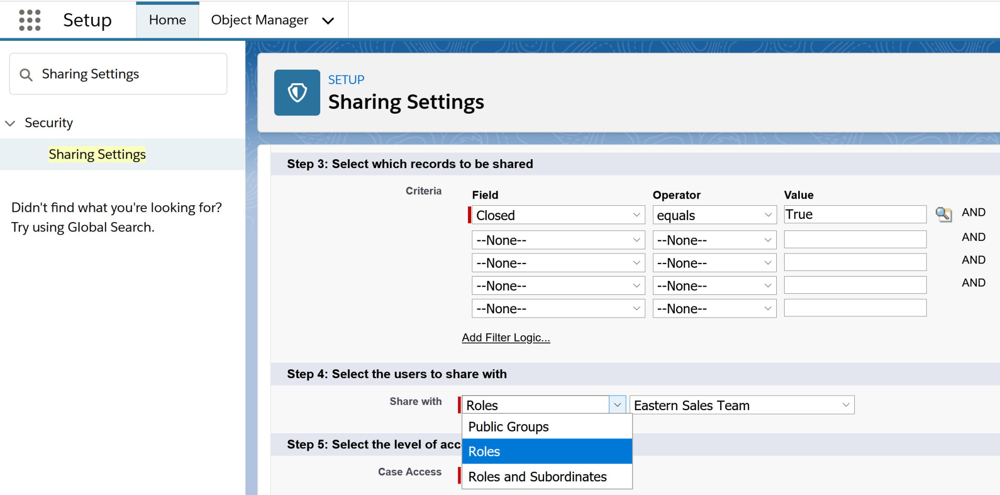 Setup
Home
Object Manager
Sharing Settings
Security
Sharing Settings
Didn't find what you're looking for?
Try using Global Search.
SETUP
Sharing Settings
Step 3: Select which records to be shared
Criteria
Field Operator Value
Closed equals True AND
--None-- --None-- AND
--None-- --None-- AND
--None-- --None-- AND
--None-- --None--
Add Filter Logic...
Step 4: Select the users to share with
Share with Roles Eastern Sales Team
Public Groups
Roles
Roles and Subordinates
Step 5: Select the level of acc
Case Access